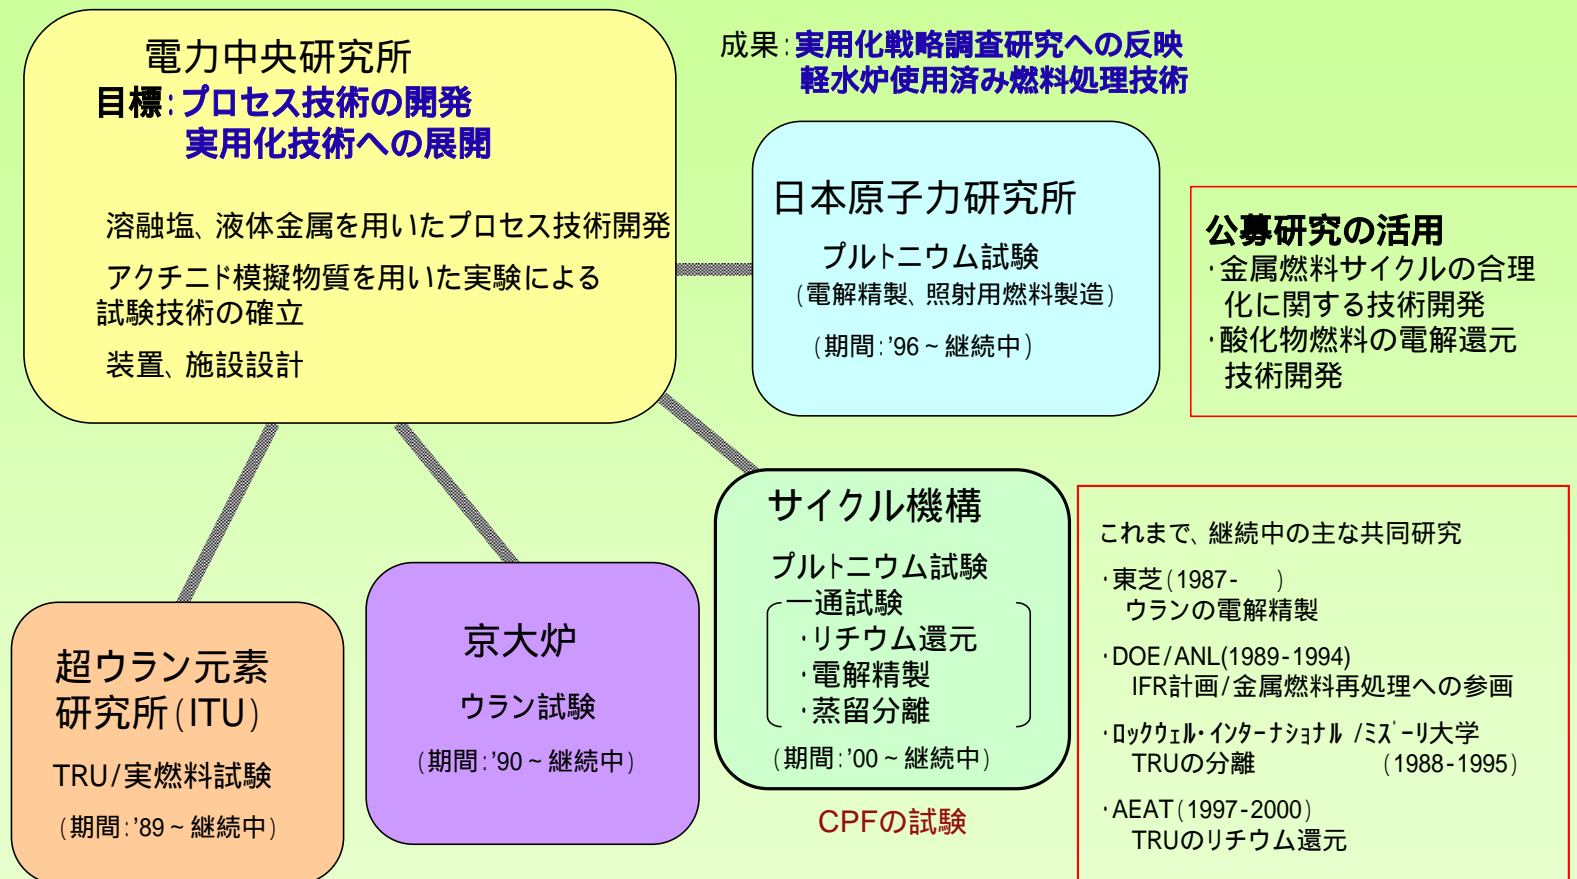 電力中央研究所
目標:プロセス技術の開発
実用化技術への展開
溶融塩、液体金属を用いたプロセス技術開発
アクチニド模擬物質を用いた実験による
試験技術の確立
装置、施設設計
成果:実用化戦略調査研究への反映
軽水炉使用済み燃料処理技術
日本原子力研究所
プルトニウム試験
(電解精製、照射用燃料製造)
(期間:'96~継続中)
公募研究の活用
・金属燃料サイクルの合理
化に関する技術開発
・酸化物燃料の電解還元
技術開発
超ウラン元素
研究所(ITU)
TRU/実燃料試験
(期間:'89~継続中)
京大炉
ウラン試験
(期間:'90~継続中)
サイクル機構
プルトニウム試験
一通試験
・リチウム還元
・電解精製
・蒸留分離
(期間:'00~継続中)
CPFの試験
これまで、継続中の主な共同研究
・東芝(1987- )
ウランの電解精製
・DOE/ANL(1989-1994)
IFR計画/金属燃料再処理への参画
・ロックウェル・インターナショナル /ミズーリ大学
TRUの分離 (1988-1995)
・AEAT(1997-2000)
TRUのリチウム還元